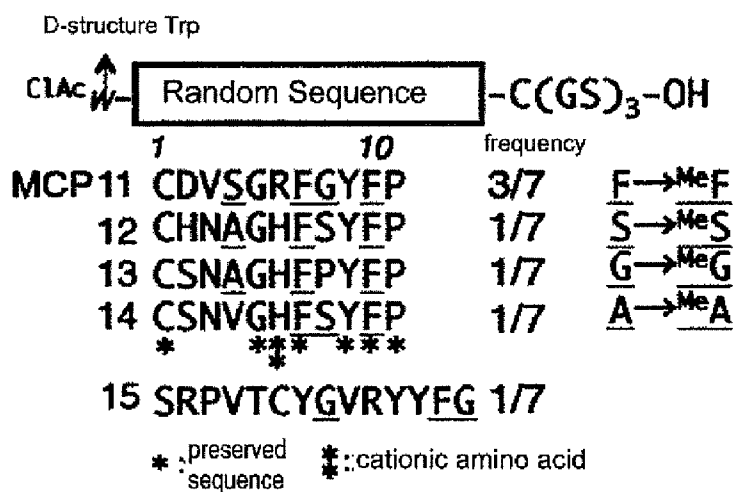 D-structure Trp
ClAc W- Random Sequence -C(GS)3-OH
1 10 frequency
MCP 11 CDVSGRFGYFP 3/7 F→MeF
12 CHNAGHFSYFP 1/7 S→MeS
13 CSNAGHFPYFP 1/7 G→MeG
14 CSNVGHFSYFP 1/7 A→MeA
* * * * * * *
*
15 SRPVTCYGVRYYFG 1/7
* : preserved sequence ** : cationic amino acid